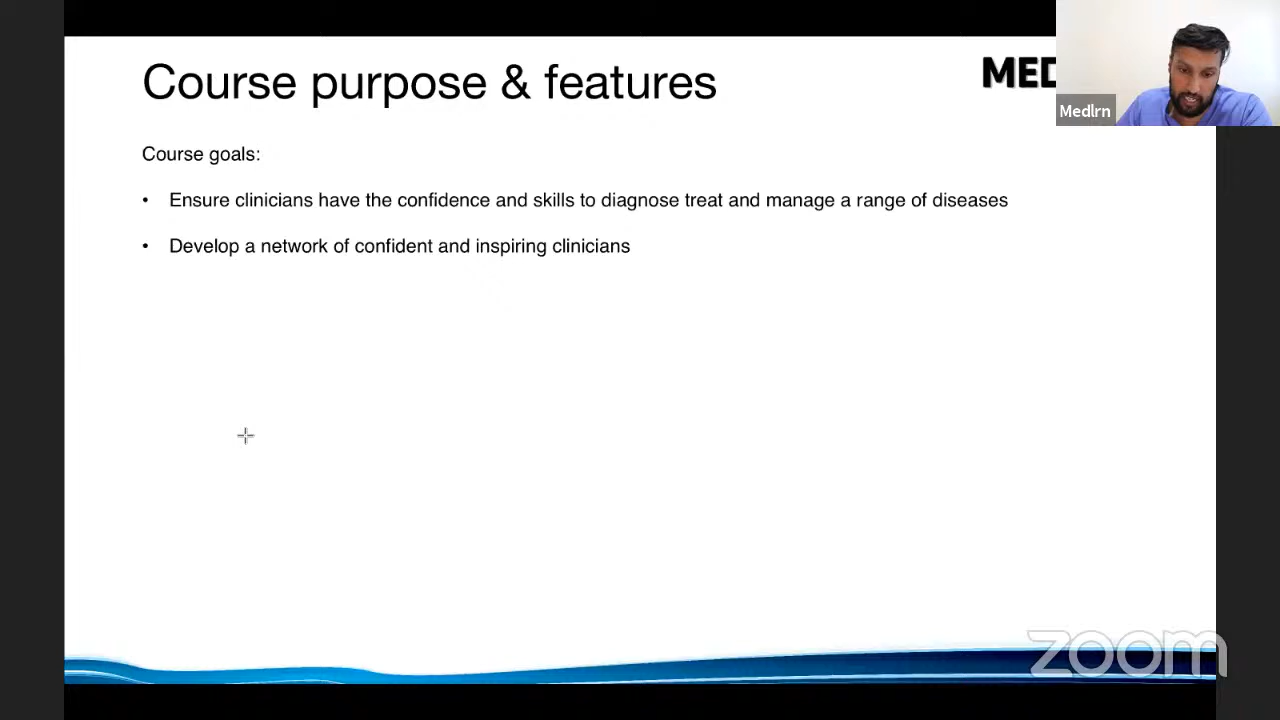 Course purpose & features
MED
Medlrn
Course goals:
• Ensure clinicians have the confidence and skills to diagnose treat and manage a range of diseases
• Develop a network of confident and inspiring clinicians
zoom